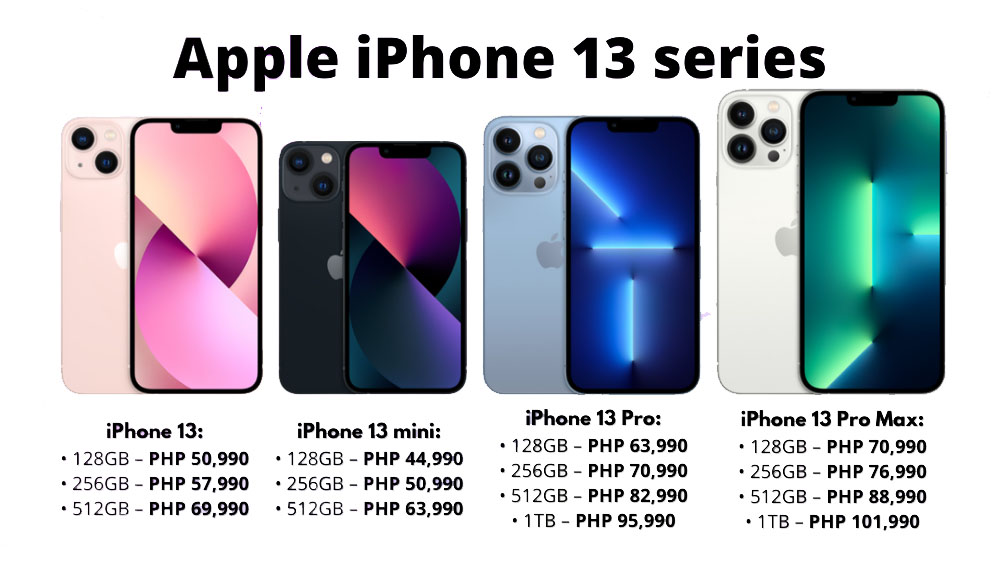 Apple iPhone 13 series
iPhone 13:
• 128GB – PHP 50,990
• 256GB – PHP 57,990
• 512GB – PHP 69,990
iPhone 13 mini:
• 128GB – PHP 44,990
• 256GB – PHP 50,990
• 512GB – PHP 63,990
iPhone 13 Pro:
• 128GB – PHP 63,990
• 256GB – PHP 70,990
• 512GB – PHP 82,990
• 1TB – PHP 95,990
iPhone 13 Pro Max:
• 128GB – PHP 70,990
• 256GB – PHP 76,990
• 512GB – PHP 88,990
• 1TB – PHP 101,990